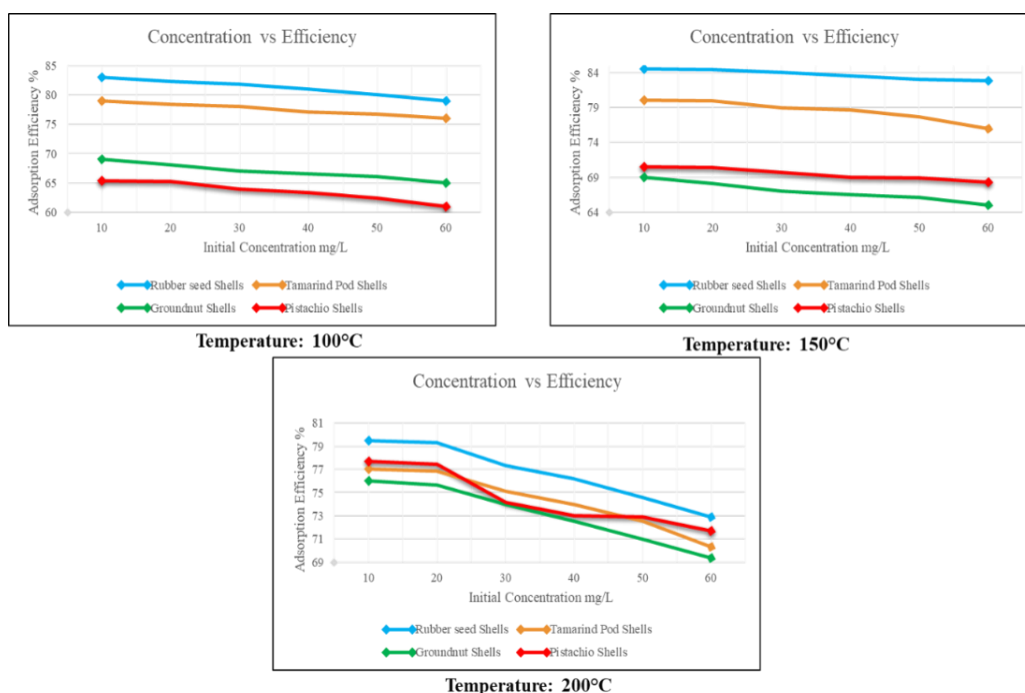 Concentration vs Efficiency
Adsorption Efficiency %
85
80
75
70
65
60
10 20 30 40 50 60
Initial Concentration mg/L
Rubber seed Shells Tamarind Pod Shells
Groundnut Shells Pistachio Shells
Temperature: 100°C
Concentration vs Efficiency
Adsorption Efficiency %
84
79
74
69
64
10 20 30 40 50 60
Initial Concentration mg/L
Rubber seed Shells Tamarind Pod Shells
Groundnut Shells Pistachio Shells
Temperature: 150°C
Concentration vs Efficiency
Adsorption Efficiency %
81
79
77
75
73
71
69
10 20 30 40 50 60
Initial Concentration mg/L
Rubber seed Shells Tamarind Pod Shells
Groundnut Shells Pistachio Shells
Temperature: 200°C